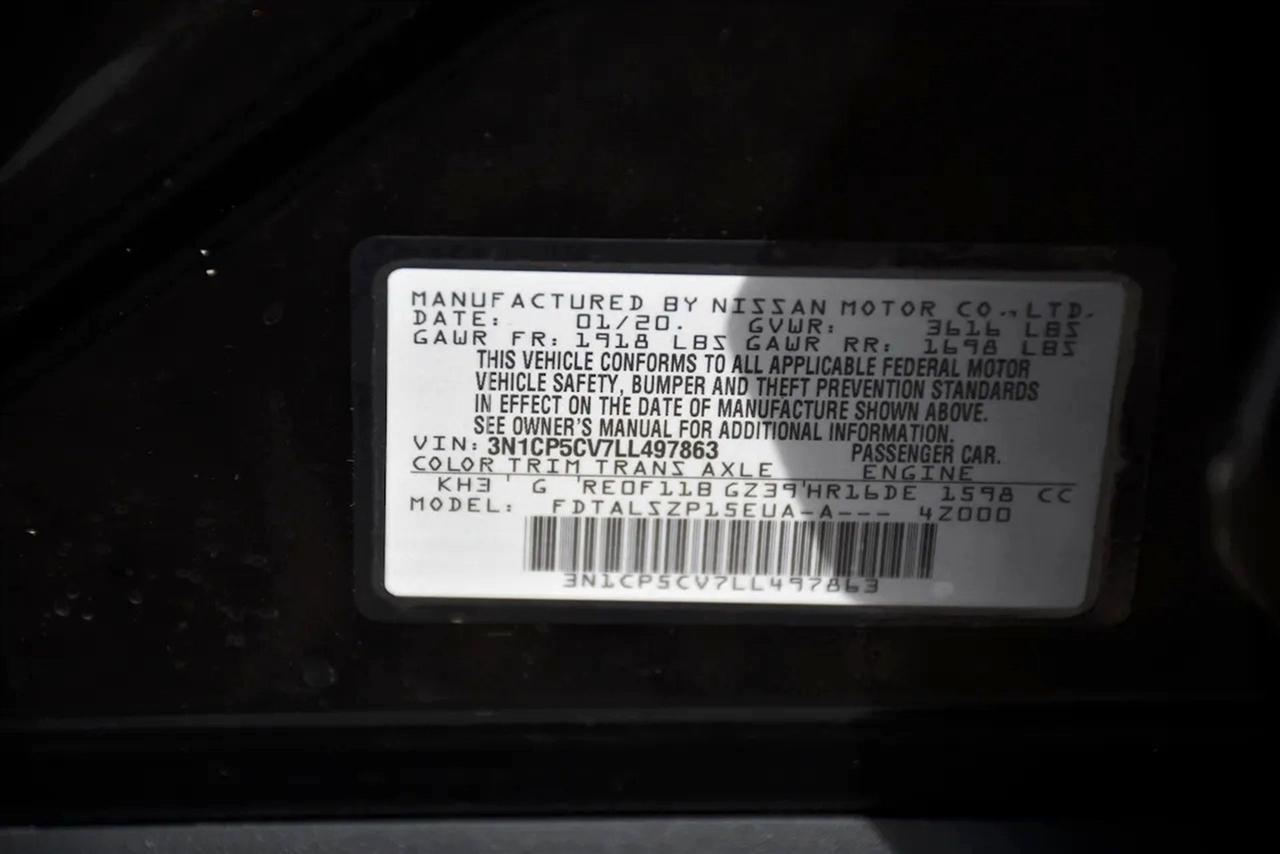 MANUFACTURED BY NISSAN MOTOR CO., LTD.
DATE: 01/20. GVWR: 3616 LBS
GAWR FR: 1918 LBS GAWR RR: 1698 LBS
THIS VEHICLE CONFORMS TO ALL APPLICABLE FEDERAL MOTOR
VEHICLE SAFETY, BUMPER AND THEFT PREVENTION STANDARDS
IN EFFECT ON THE DATE OF MANUFACTURE SHOWN ABOVE.
SEE OWNER'S MANUAL FOR ADDITIONAL INFORMATION.
VIN: 3N1CP5CV7LL497863 PASSENGER CAR.
COLOR TRIM TRANS AXLE ENGINE
KH3 ' G 'RE0F11B GZ39'HR16DE 1598 CC
MODEL: FDTALSZP15EUA-A--- 4Z000
3N1CP5CV7LL497863